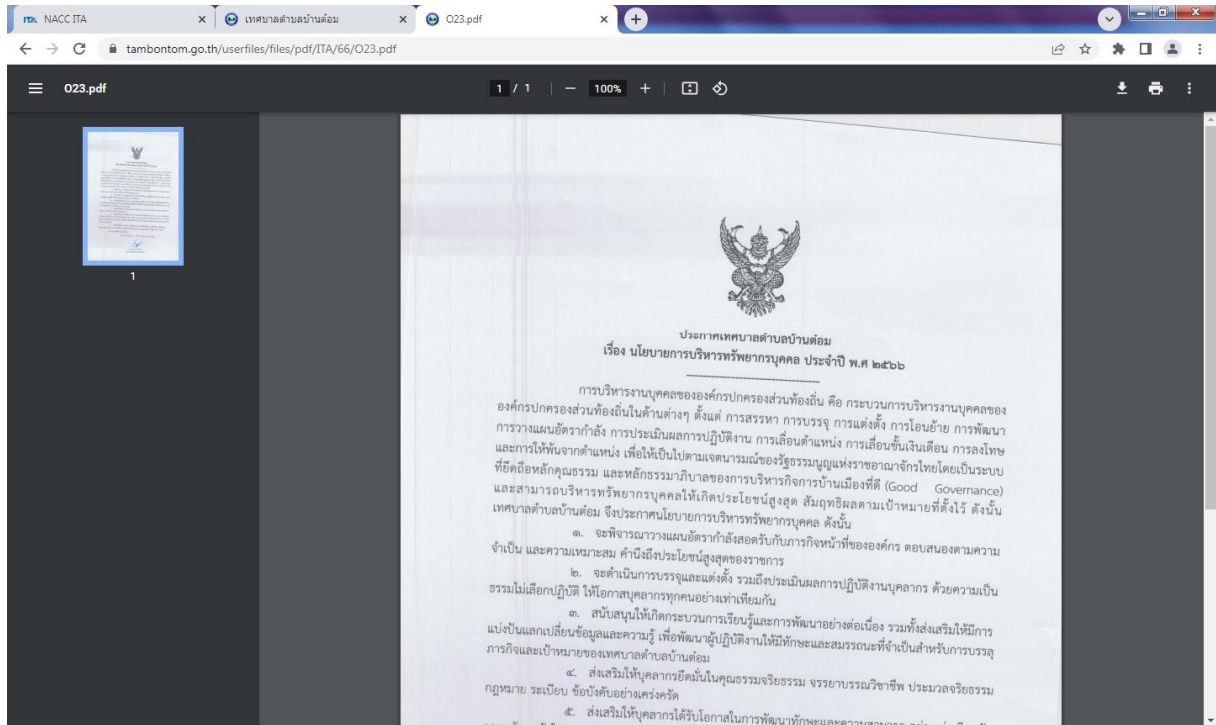 NACC ITA
เทศบาลตำบลบ้านต๋อม
O23.pdf
tambontom.go.th/userfiles/files/pdf/ITA/66/O23.pdf
O23.pdf
1 / 1
100%
1
ประกาศเทศบาลตำบลบ้านต๋อม
เรื่อง นโยบายการบริหารทรัพยากรบุคคล ประจำปี พ.ศ ๒๕๖๖
การบริหารงานบุคคลขององค์กรปกครองส่วนท้องถิ่น คือ กระบวนการบริหารงานบุคคลของ
องค์กรปกครองส่วนท้องถิ่นในด้านต่างๆ ตั้งแต่ การสรรหา การบรรจุ การแต่งตั้ง การโอนย้าย การพัฒนา
การวางแผนอัตรากำลัง การประเมินผลการปฏิบัติงาน การเลื่อนตำแหน่ง การเลื่อนขั้นเงินเดือน การลงโทษ
และการให้พ้นจากตำแหน่ง เพื่อให้เป็นไปตามเจตนารมณ์ของรัฐธรรมนูญแห่งราชอาณาจักรไทยโดยเป็นระบบ
ที่ยึดถือหลักคุณธรรม และหลักธรรมาภิบาลของการบริหารกิจการบ้านเมืองที่ดี (Good Governance)
และสามารถบริหารทรัพยากรบุคคลให้เกิดประโยชน์สูงสุด สัมฤทธิผลตามเป้าหมายที่ตั้งไว้ ดังนั้น
เทศบาลตำบลบ้านต๋อม จึงประกาศนโยบายการบริหารทรัพยากรบุคคล ดังนั้น
๑. จะพิจารณาวางแผนอัตรากำลังสอดรับกับภารกิจหน้าที่ขององค์กร ตอบสนองตามความ
จำเป็น และความเหมาะสม คำนึงถึงประโยชน์สูงสุดของราชการ
๒. จะดำเนินการบรรจุและแต่งตั้ง รวมถึงประเมินผลการปฏิบัติงานบุคลากร ด้วยความเป็น
ธรรมไม่เลือกปฏิบัติ ให้โอกาสบุคลากรทุกคนอย่างเท่าเทียมกัน
๓. สนับสนุนให้เกิดกระบวนการเรียนรู้และการพัฒนาอย่างต่อเนื่อง รวมทั้งส่งเสริมให้มีการ
แบ่งปันแลกเปลี่ยนข้อมูลและความรู้ เพื่อพัฒนาผู้ปฏิบัติงานให้มีทักษะและสมรรถนะที่จำเป็นสำหรับการบรรลุ
ภารกิจและเป้าหมายของเทศบาลตำบลบ้านต๋อม
๔. ส่งเสริมให้บุคลากรยึดมั่นในคุณธรรมจริยธรรม จรรยาบรรณวิชาชีพ ประมวลจริยธรรม
กฎหมาย ระเบียบ ข้อบังคับอย่างเคร่งครัด
๕. ส่งเสริมให้บุคลากรได้รับโอกาสในการพัฒนาทักษะและความสามารถ